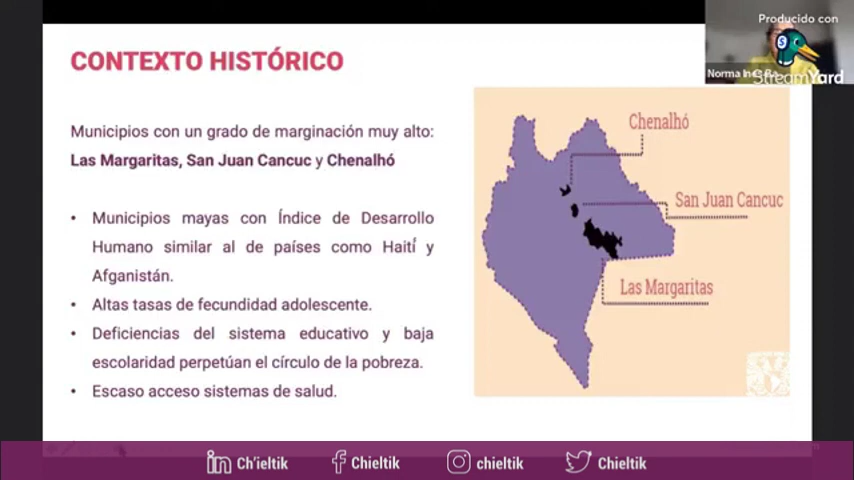 Producido con
StreamYard
Norma Ines
CONTEXTO HISTÓRICO
Municipios con un grado de marginación muy alto:
Las Margaritas, San Juan Cancuc y Chenalhó
• Municipios mayas con Índice de Desarrollo
Humano similar al de países como Haití y
Afganistán.
• Altas tasas de fecundidad adolescente.
• Deficiencias del sistema educativo y baja
escolaridad perpetúan el círculo de la pobreza.
• Escaso acceso sistemas de salud.
Chenalhó
San Juan Cancuc
Las Margaritas
Ch'ieltik
Chieltik
chieltik
Chieltik